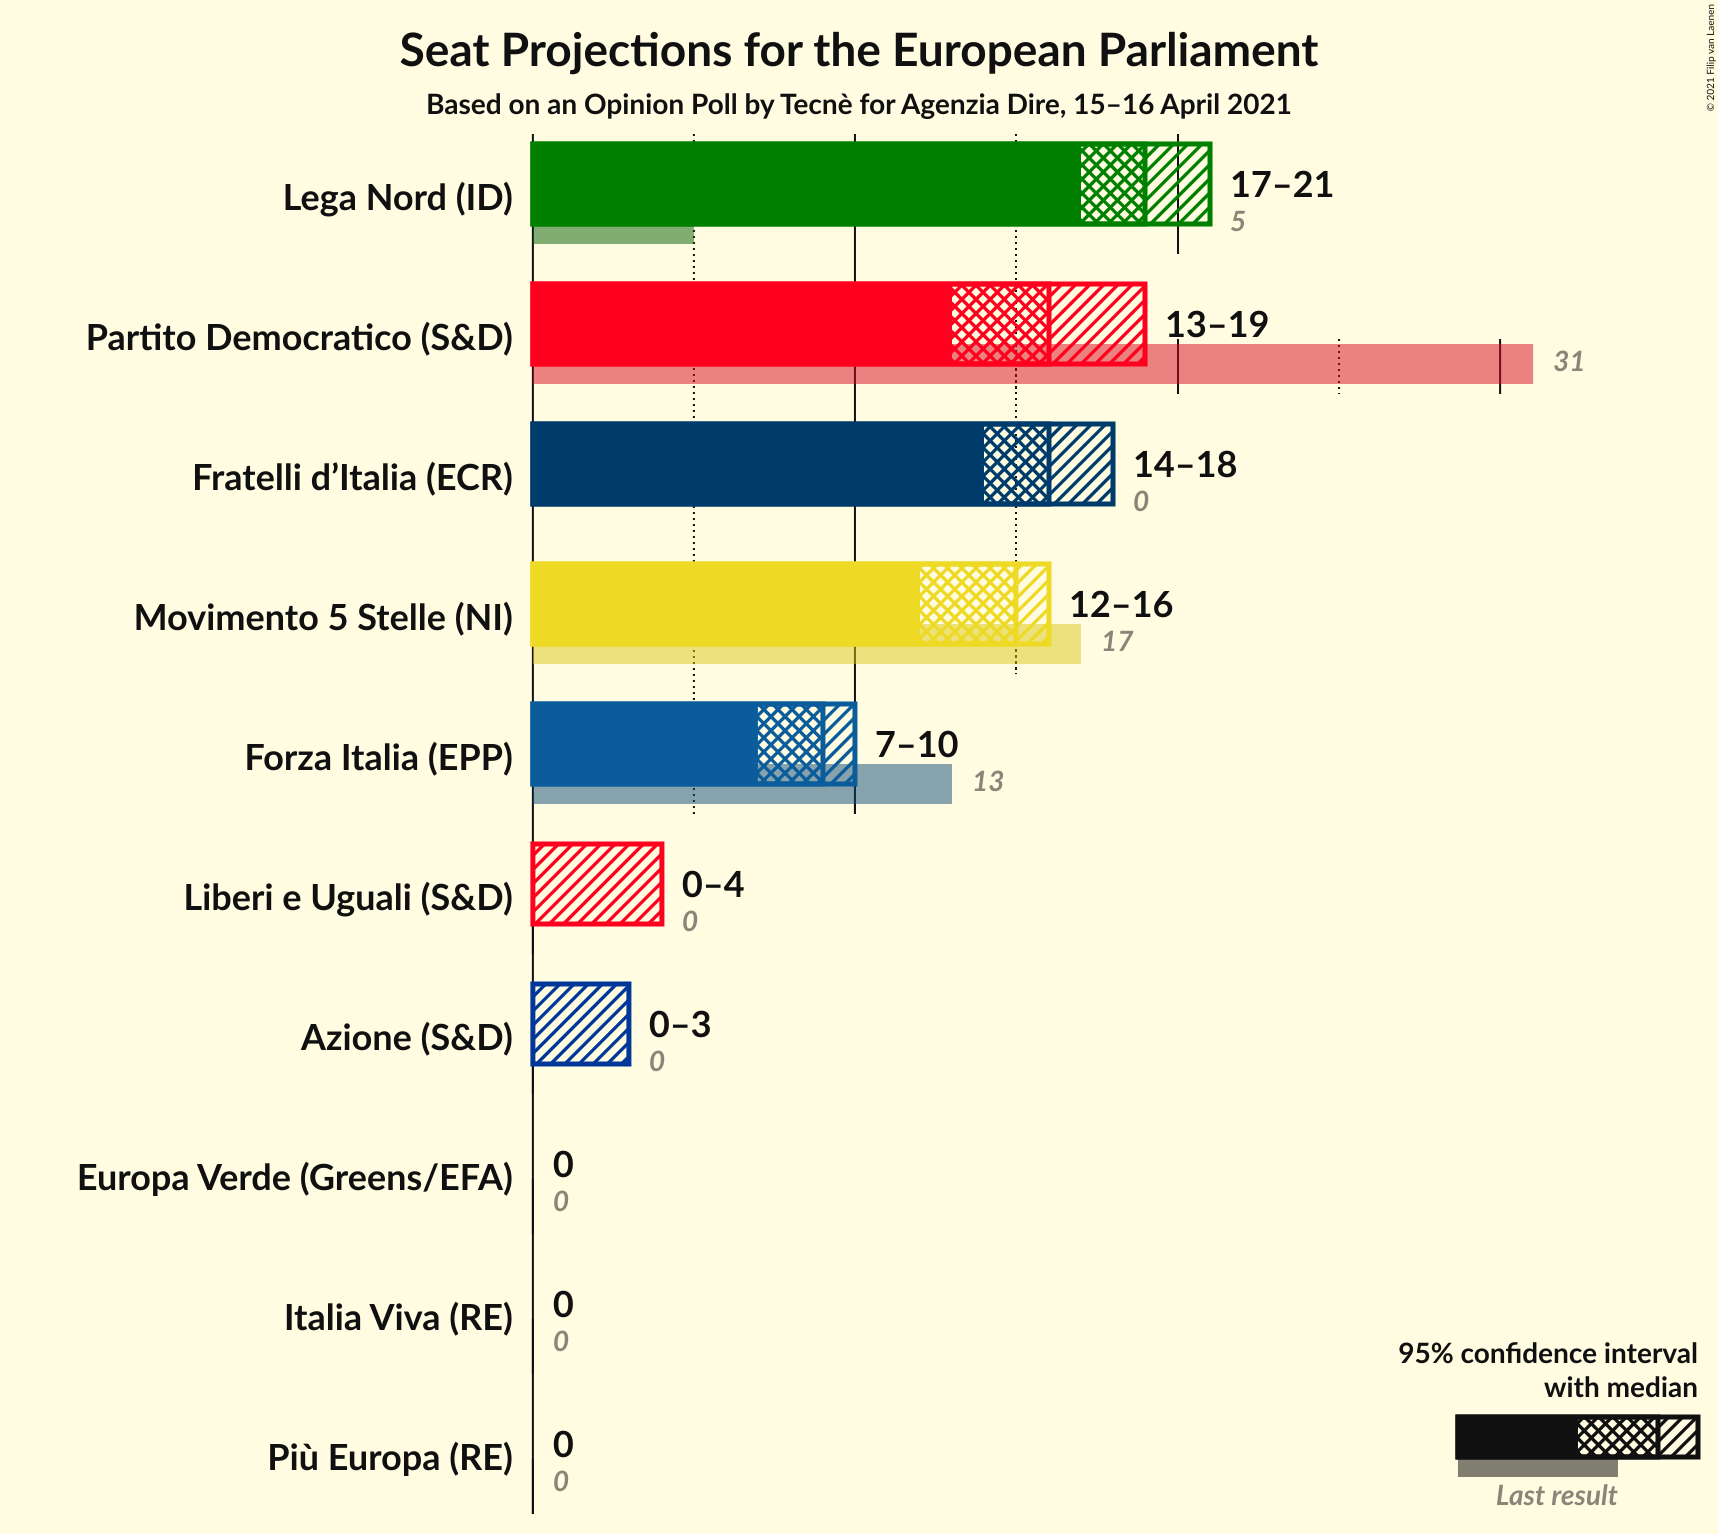 Seat Projections for the European Parliament
Based on an Opinion Poll by Tecnè for Agenzia Dire, 15–16 April 2021
© 2021 Filip van Laenen
Lega Nord (ID)
17–21
5
Partito Democratico (S&D)
13–19
31
Fratelli d’Italia (ECR)
14–18
0
Movimento 5 Stelle (NI)
12–16
17
Forza Italia (EPP)
7–10
13
Liberi e Uguali (S&D)
0–4
0
Azione (S&D)
0–3
0
Europa Verde (Greens/EFA)
0
0
Italia Viva (RE)
0
0
Più Europa (RE)
0
0
95% confidence interval
with median
Last result